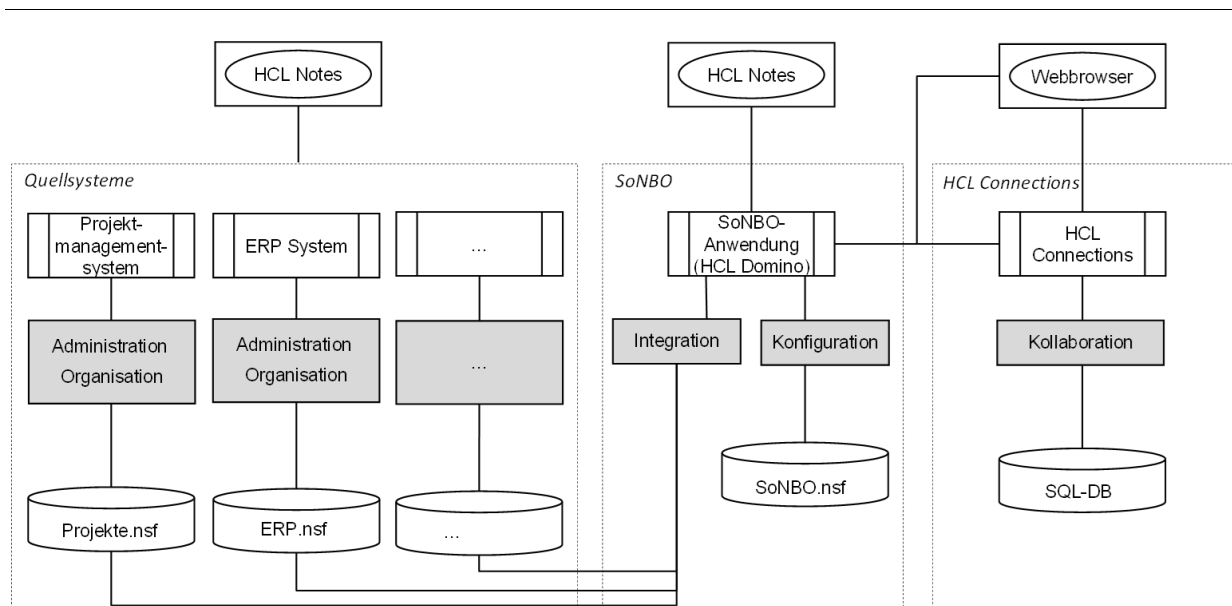 HCL Notes
HCL Notes
Webbrowser
Quellsysteme
SoNBO
HCL Connections
Projekt-
management-
system
ERP System
...
SoNBO-
Anwendung
(HCL Domino)
HCL
Connections
Administration
Organisation
Administration
Organisation
...
Integration
Konfiguration
Kollaboration
Projekte.nsf
ERP.nsf
...
SoNBO.nsf
SQL-DB